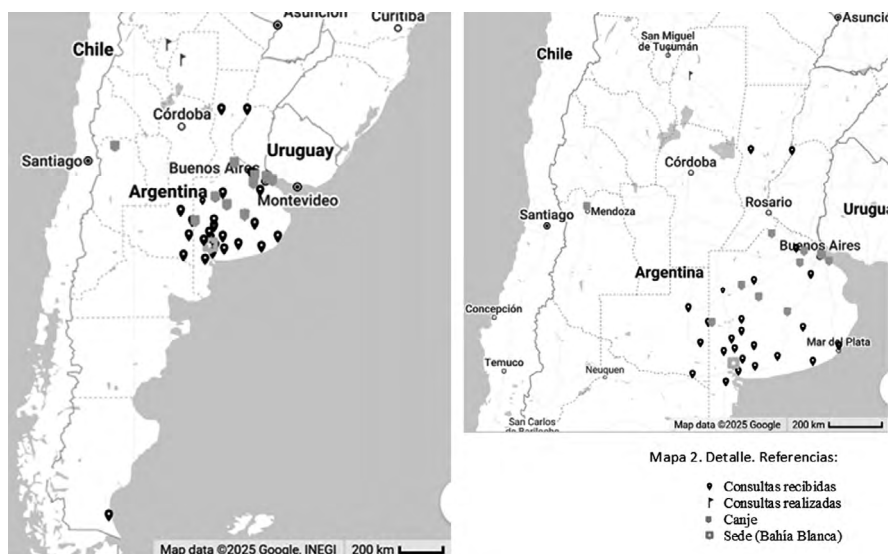 Asunción
Curitiba
Chile
Córdoba
Uruguay
Santiago
Buenos Aires
Argentina
Montevideo
Map data ©2025 Google, INEGI 200 km
Asunció
San Miguel
de Tucumán
Chile
Córdoba
Rosario
Mendoza
Santiago
Urugua
Buenos Aires
Argentina
Concepción
Mar del Plata
Temuco
Neuquen
San Carlos
de Bariloche
Map data ©2025 Google 200 km
Mapa 2. Detalle. Referencias:
Consultas recibidas
Consultas realizadas
Canje
Sede (Bahía Blanca)